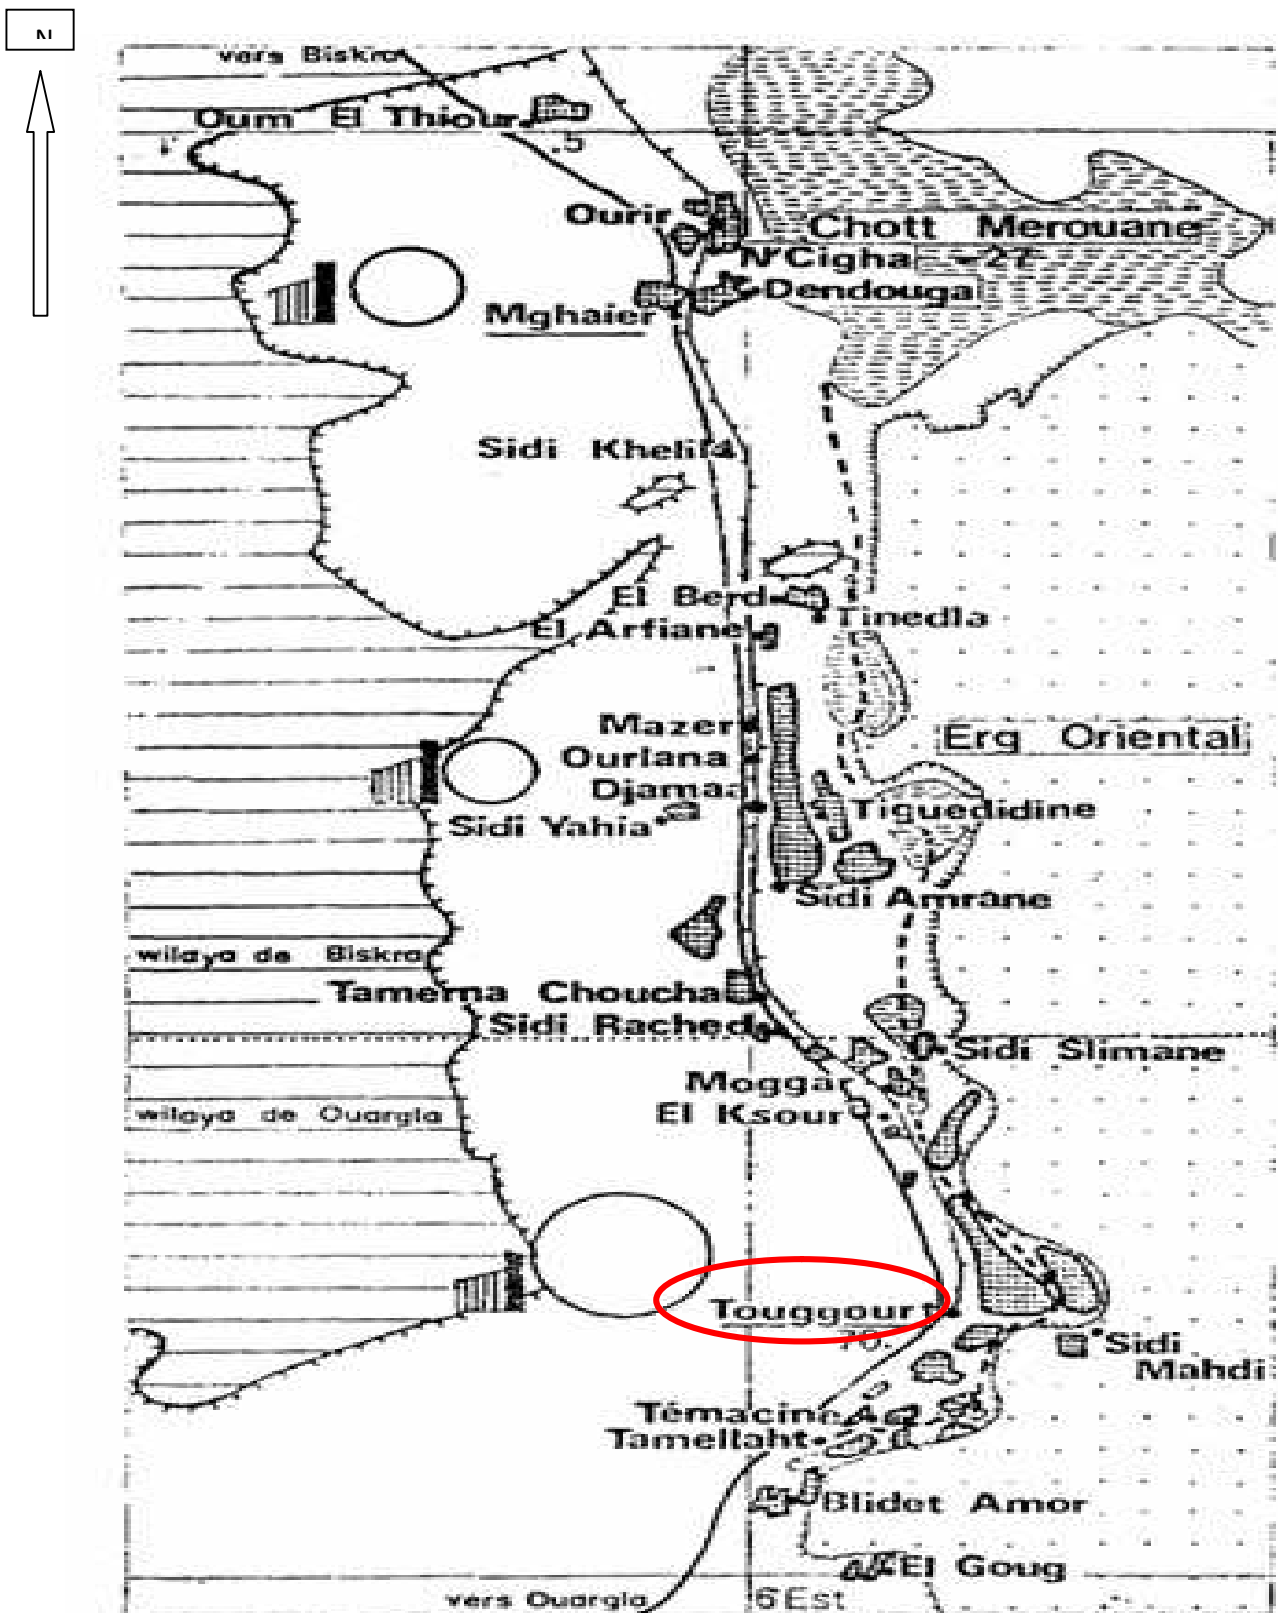 N
vers Biskra
Oum El Thiour
.5
Ourir
Chott Merouane
N'Cigha
-27
Dendouga
Mghaier
Sidi Khelil
El Berd
Tinedla
El Arfiane
Mazer
Ourlana
Erg Oriental
Djamaa
Tiguedidine
Sidi Yahia
Sidi Amrane
wilaya de Biskra
Tamerna Choucha
Sidi Rached
Sidi Slimane
Moggar
wilaya de Ouargla
El Ksour
Touggourt
70.
Sidi
Mahdi
Témacine
Tamellaht
Blidet Amor
El Goug
vers Ouargla
6 Est